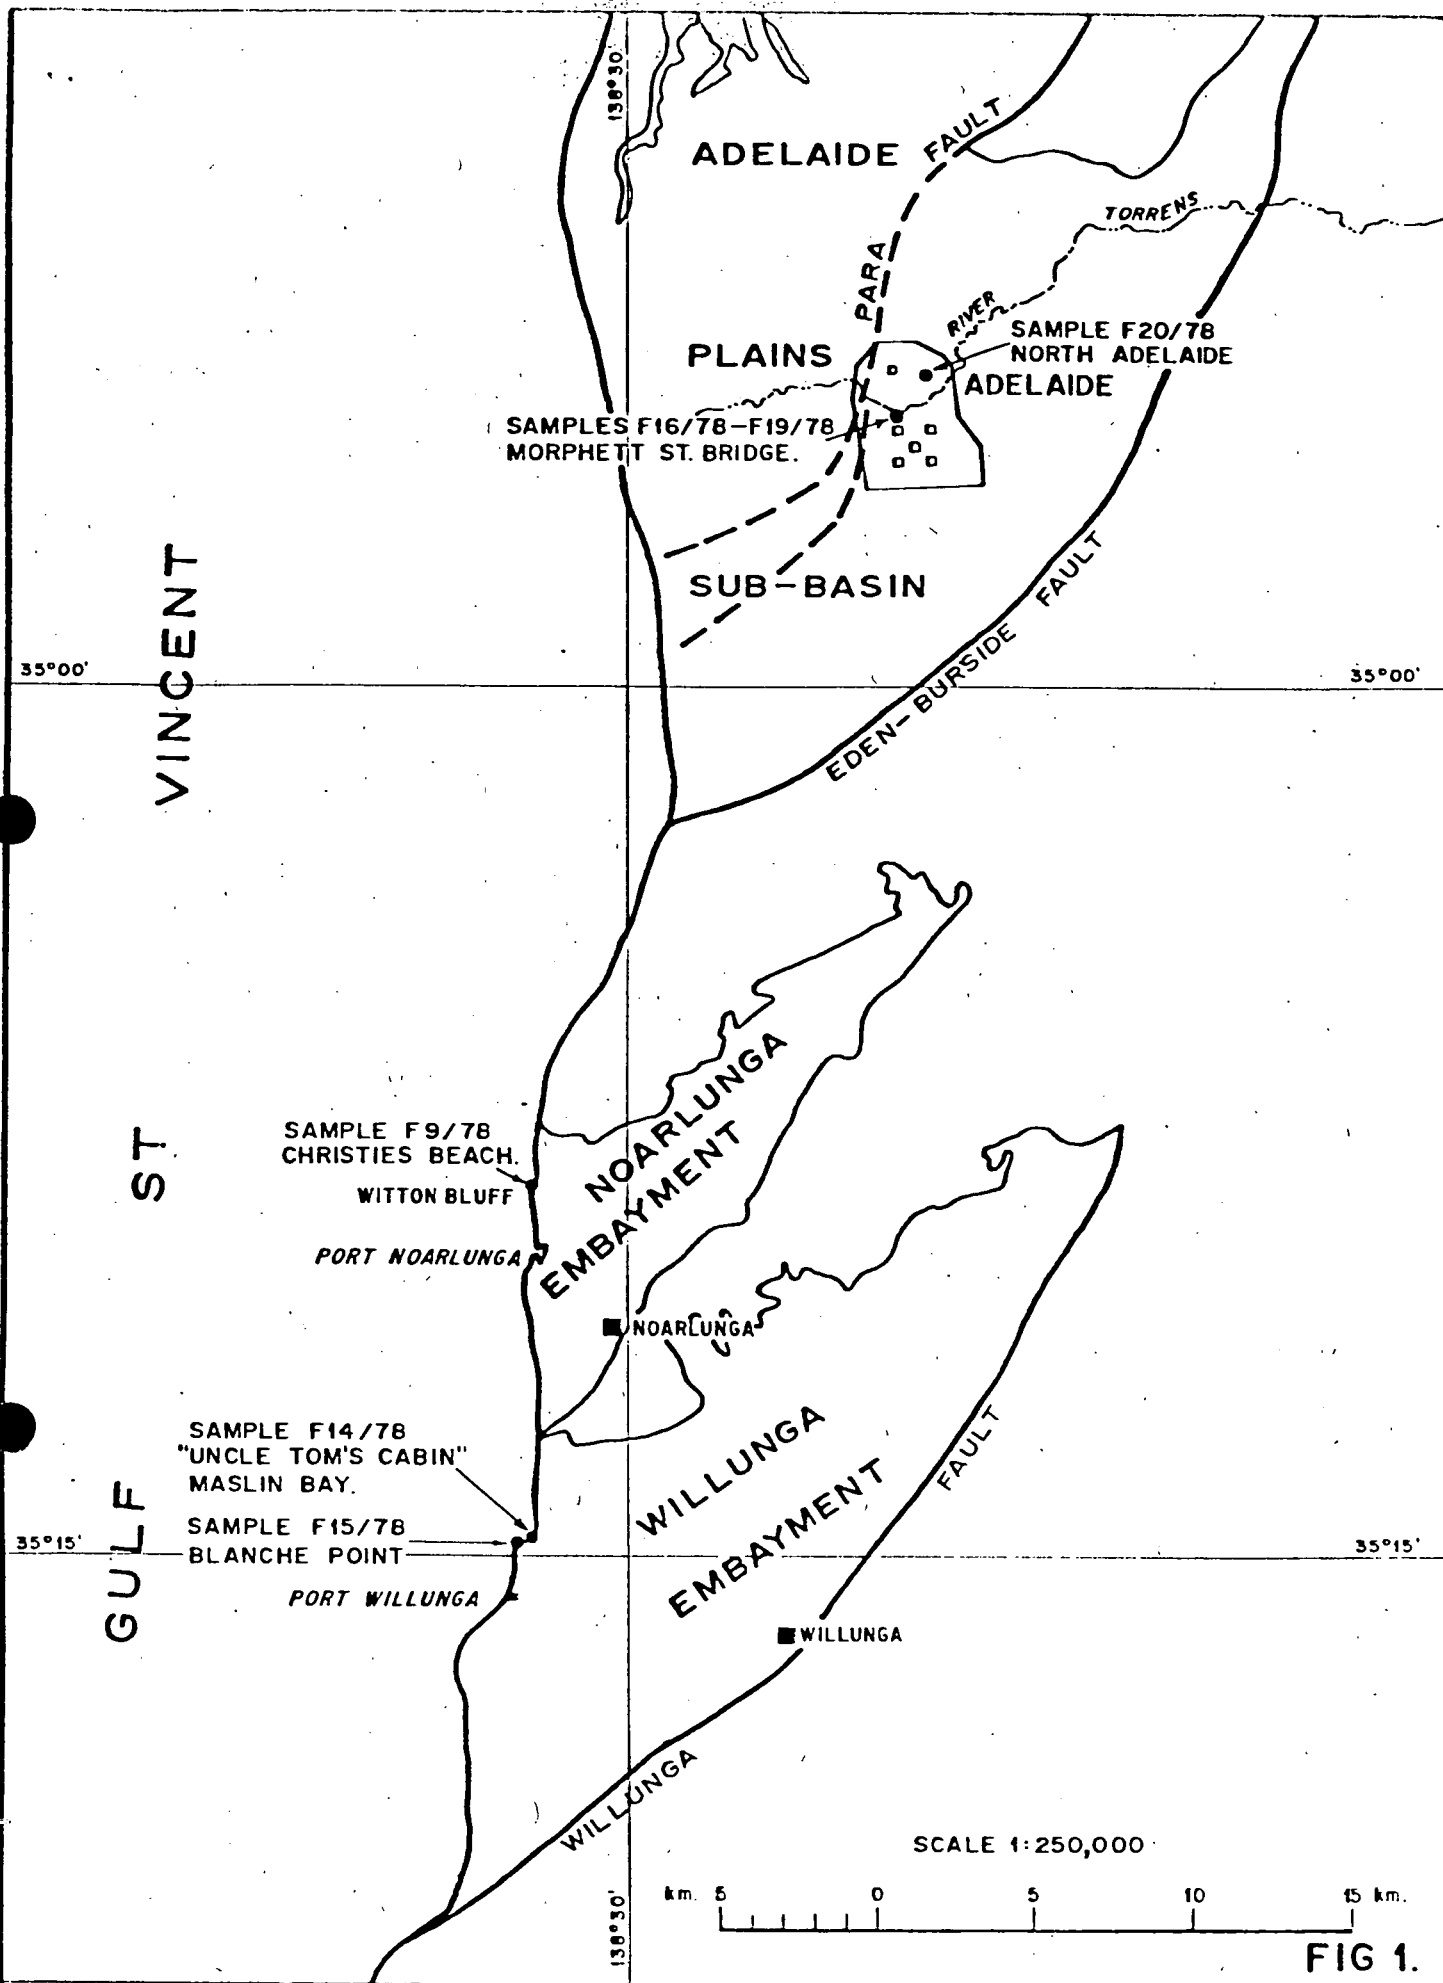 138°30'
ADELAIDE
FAULT
TORRENS
PARA
RIVER
SAMPLE F20/78
NORTH ADELAIDE
PLAINS
ADELAIDE
SAMPLES F16/78-F19/78
MORPHETT ST. BRIDGE.
SUB-BASIN
FAULT
EDEN-BURSIDE
35°00'
35°00'
VINCENT
NOARLUNGA
EMBAYMENT
SAMPLE F9/78
CHRISTIES BEACH.
WITTON BLUFF
ST.
PORT NOARLUNGA
NOARLUNGA
SAMPLE F14/78
"UNCLE TOM'S CABIN"
MASLIN BAY.
WILLUNGA
EMBAYMENT
FAULT
SAMPLE F15/78
BLANCHE POINT
35°15'
35°15'
GULF
PORT WILLUNGA
WILLUNGA
WILLUNGA
SCALE 1:250,000
km. 5 0 5 10 15 km.
138°30'
FIG 1.